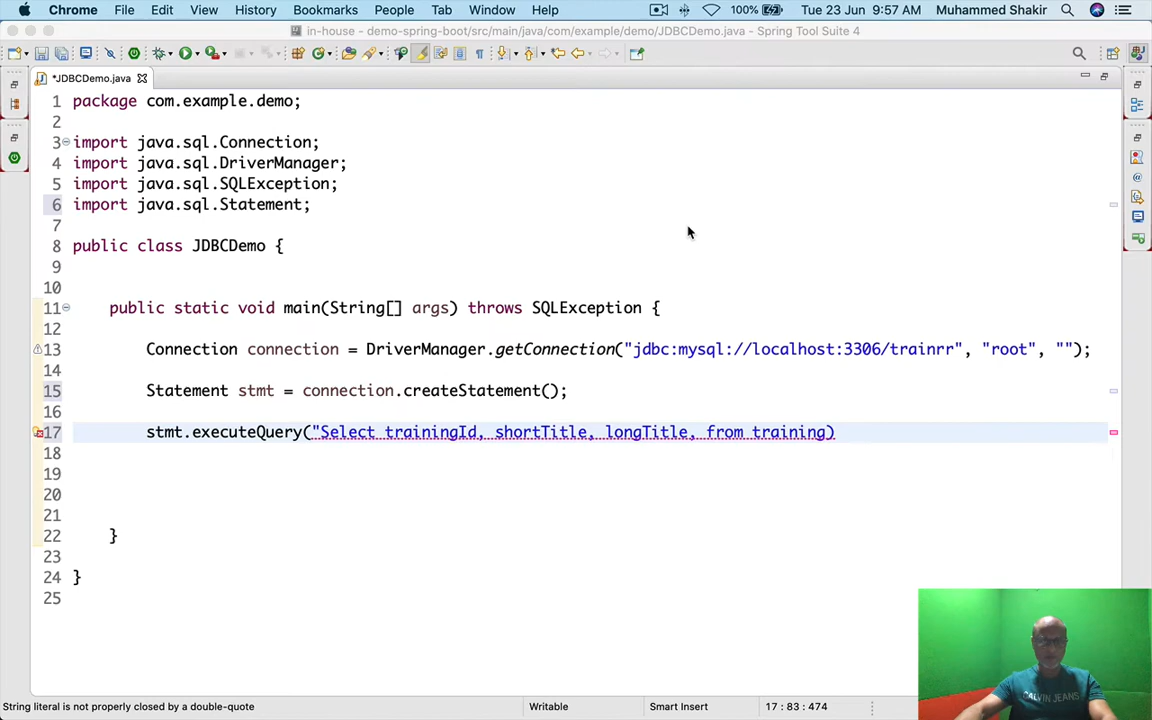 Chrome File Edit View History Bookmarks People Tab Window Help 100% Tue 23 Jun 9:57 AM Muhammed Shakir
in-house - demo-spring-boot/src/main/java/com/example/demo/JDBCDemo.java - Spring Tool Suite 4
*JDBCDemo.java
1 package com.example.demo;
2
3 import java.sql.Connection;
4 import java.sql.DriverManager;
5 import java.sql.SQLException;
6 import java.sql.Statement;
7
8 public class JDBCDemo {
9
10
11 public static void main(String[] args) throws SQLException {
12
13 Connection connection = DriverManager.getConnection("jdbc:mysql://localhost:3306/trainrr", "root", "");
14
15 Statement stmt = connection.createStatement();
16
17 stmt.executeQuery("Select trainingId, shortTitle, longTitle, from training)
18
19
20
21
22 }
23
24 }
25
CALVIN JEANS
String literal is not properly closed by a double-quote Writable Smart Insert 17 : 83 : 474